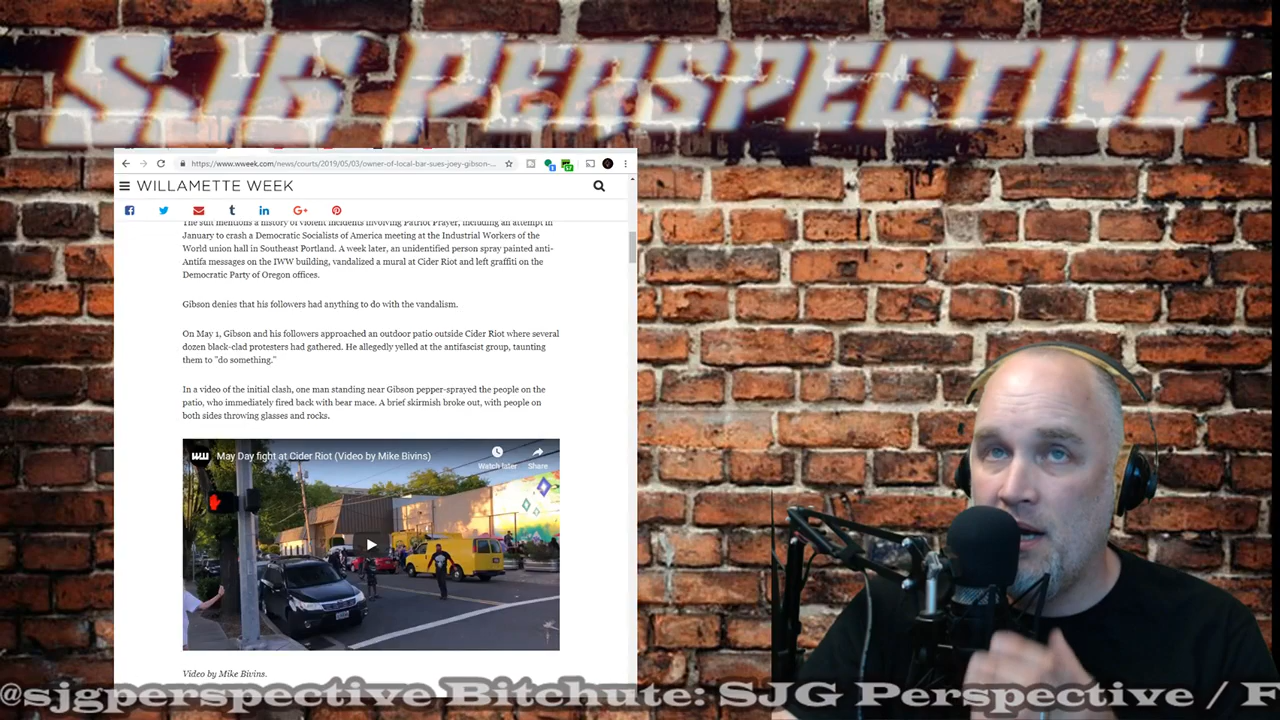 SJG PERSPECTIVE
https://www.wweek.com/news/courts/2019/05/03/owner-of-local-bar-sues-joey-gibson-...
WILLAMETTE WEEK
The suit mentions a history of violent incidents involving Patriot Prayer, including an attempt in
January to crash a Democratic Socialists of America meeting at the Industrial Workers of the
World union hall in Southeast Portland. A week later, an unidentified person spray painted anti-
Antifa messages on the IWW building, vandalized a mural at Cider Riot and left graffiti on the
Democratic Party of Oregon offices.
Gibson denies that his followers had anything to do with the vandalism.
On May 1, Gibson and his followers approached an outdoor patio outside Cider Riot where several
dozen black-clad protesters had gathered. He allegedly yelled at the antifascist group, taunting
them to "do something."
In a video of the initial clash, one man standing near Gibson pepper-sprayed the people on the
patio, who immediately fired back with bear mace. A brief skirmish broke out, with people on
both sides throwing glasses and rocks.
WW May Day fight at Cider Riot (Video by Mike Bivins)
Watch later Share
Video by Mike Bivins.
@sjgperspective Bitchute: SJG Perspective / F